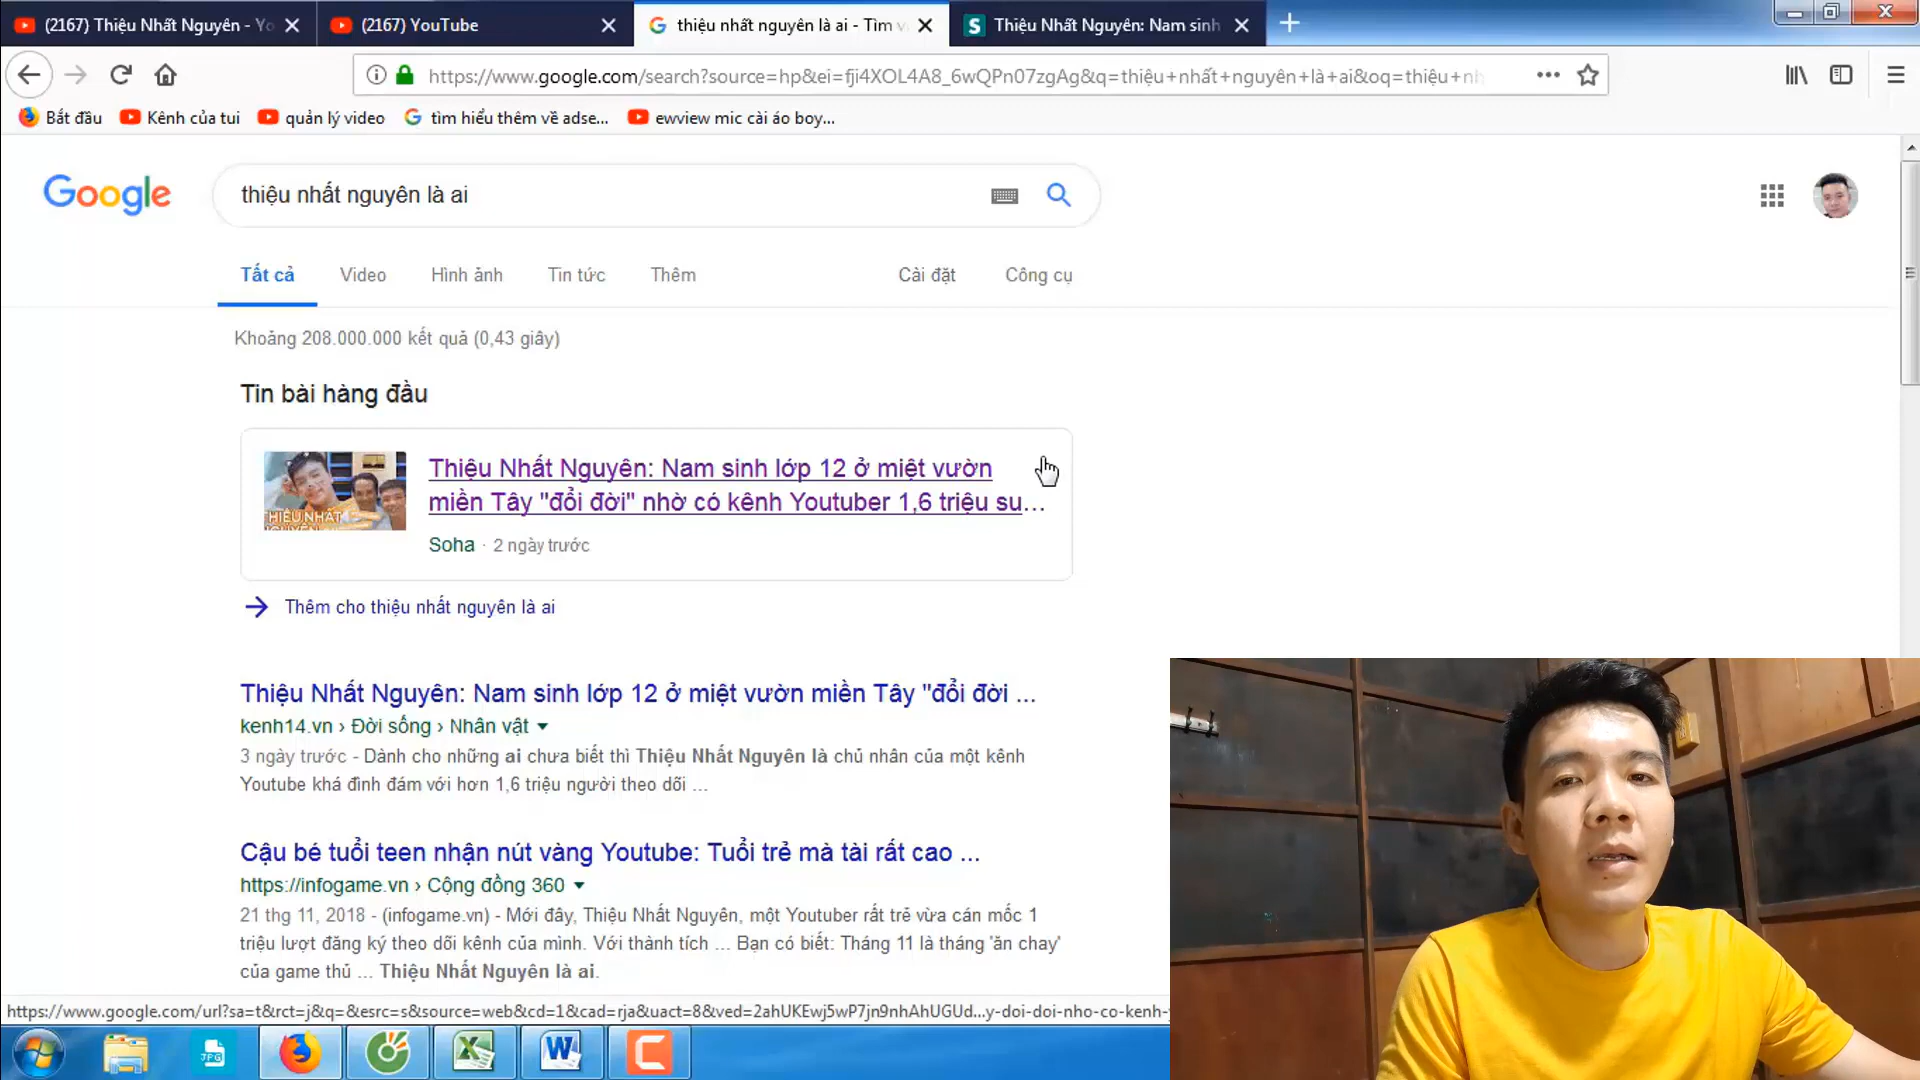 (2167) Thiệu Nhất Nguyên - Yo
(2167) YouTube
thiệu nhất nguyên là ai - Tìm v
Thiệu Nhất Nguyên: Nam sinh
https://www.google.com/search?source=hp&ei=fji4XOL4A8_6wQPn07zgAg&q=thiệu+nhất+nguyên+là+ai&oq=thiệu+nh
Bắt đầu
Kênh của tui
quản lý video
tìm hiểu thêm về adse...
ewview mic cài áo boy...
Google
thiệu nhất nguyên là ai
Tất cả
Video
Hình ảnh
Tin tức
Thêm
Cài đặt
Công cụ
Khoảng 208.000.000 kết quả (0,43 giây)
Tin bài hàng đầu
THIỆU NHẤT
NGUYÊN
Thiệu Nhất Nguyên: Nam sinh lớp 12 ở miệt vườn
miền Tây "đổi đời" nhờ có kênh Youtuber 1,6 triệu su...
Soha · 2 ngày trước
Thêm cho thiệu nhất nguyên là ai
Thiệu Nhất Nguyên: Nam sinh lớp 12 ở miệt vườn miền Tây "đổi đời ...
kenh14.vn › Đời sống › Nhân vật
3 ngày trước - Dành cho những ai chưa biết thì Thiệu Nhất Nguyên là chủ nhân của một kênh
Youtube khá đình đám với hơn 1,6 triệu người theo dõi ...
Cậu bé tuổi teen nhận nút vàng Youtube: Tuổi trẻ mà tài rất cao ...
https://infogame.vn › Cộng đồng 360
21 thg 11, 2018 - (infogame.vn) - Mới đây, Thiệu Nhất Nguyên, một Youtuber rất trẻ vừa cán mốc 1
triệu lượt đăng ký theo dõi kênh của mình. Với thành tích ... Bạn có biết: Tháng 11 là tháng 'ăn chay'
của game thủ ... Thiệu Nhất Nguyên là ai.
https://www.google.com/url?sa=t&rct=j&q=&esrc=s&source=web&cd=1&cad=rja&uact=8&ved=2ahUKEwj5wP7jn9nhAhUGUd...y-doi-doi-nho-co-kenh-y
JPG